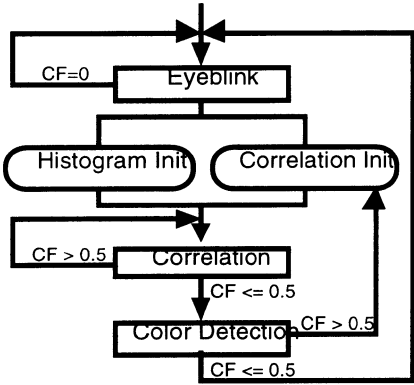 Eyeblink
CF=0
Histogram Init
Correlation Init
Correlation
CF > 0.5
CF <= 0.5
Color Detection
CF > 0.5
CF <= 0.5